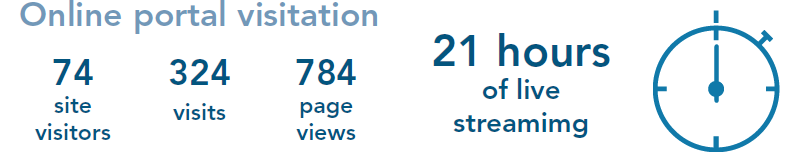 Online portal visitation
74
site
visitors
324
visits
784
page
views
21 hours
of live
streamimg